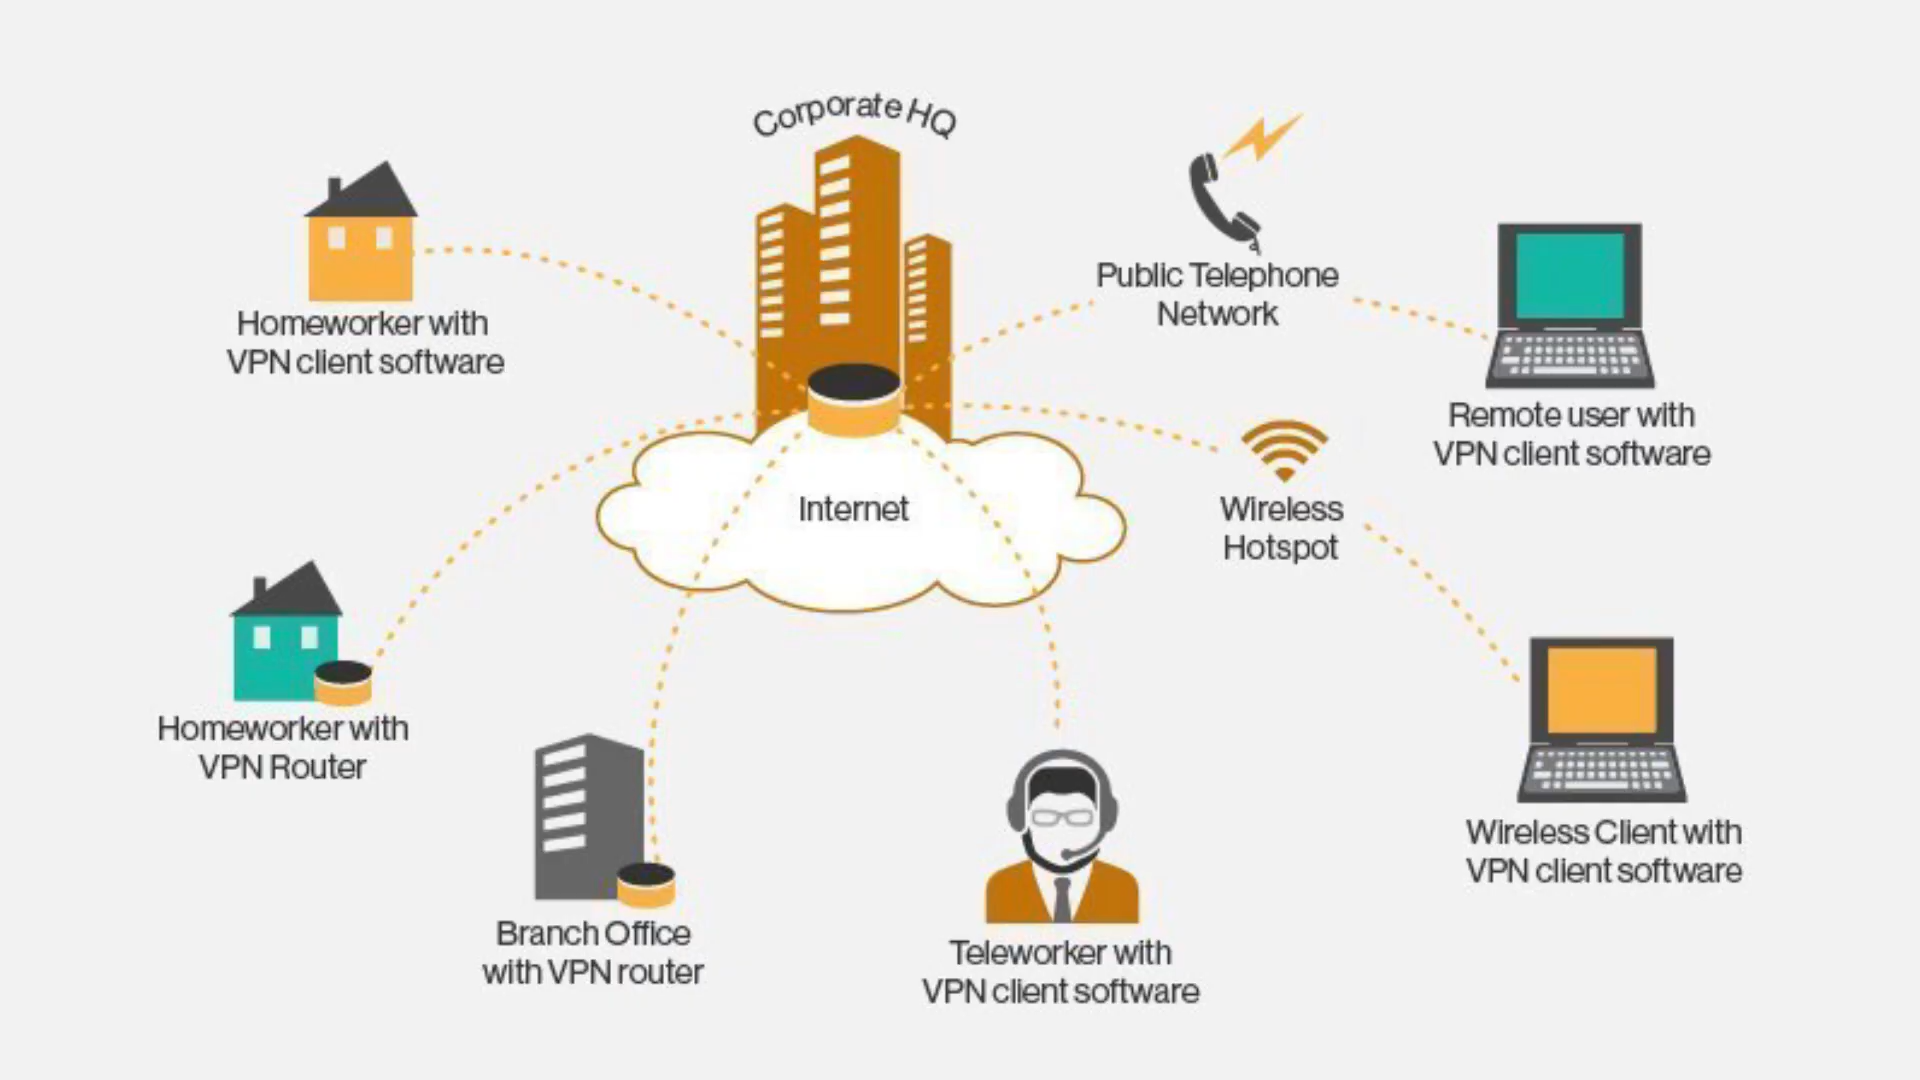 Corporate HQ
Homeworker with
VPN client software
Public Telephone
Network
Remote user with
VPN client software
Internet
Wireless
Hotspot
Homeworker with
VPN Router
Wireless Client with
VPN client software
Branch Office
with VPN router
Teleworker with
VPN client software